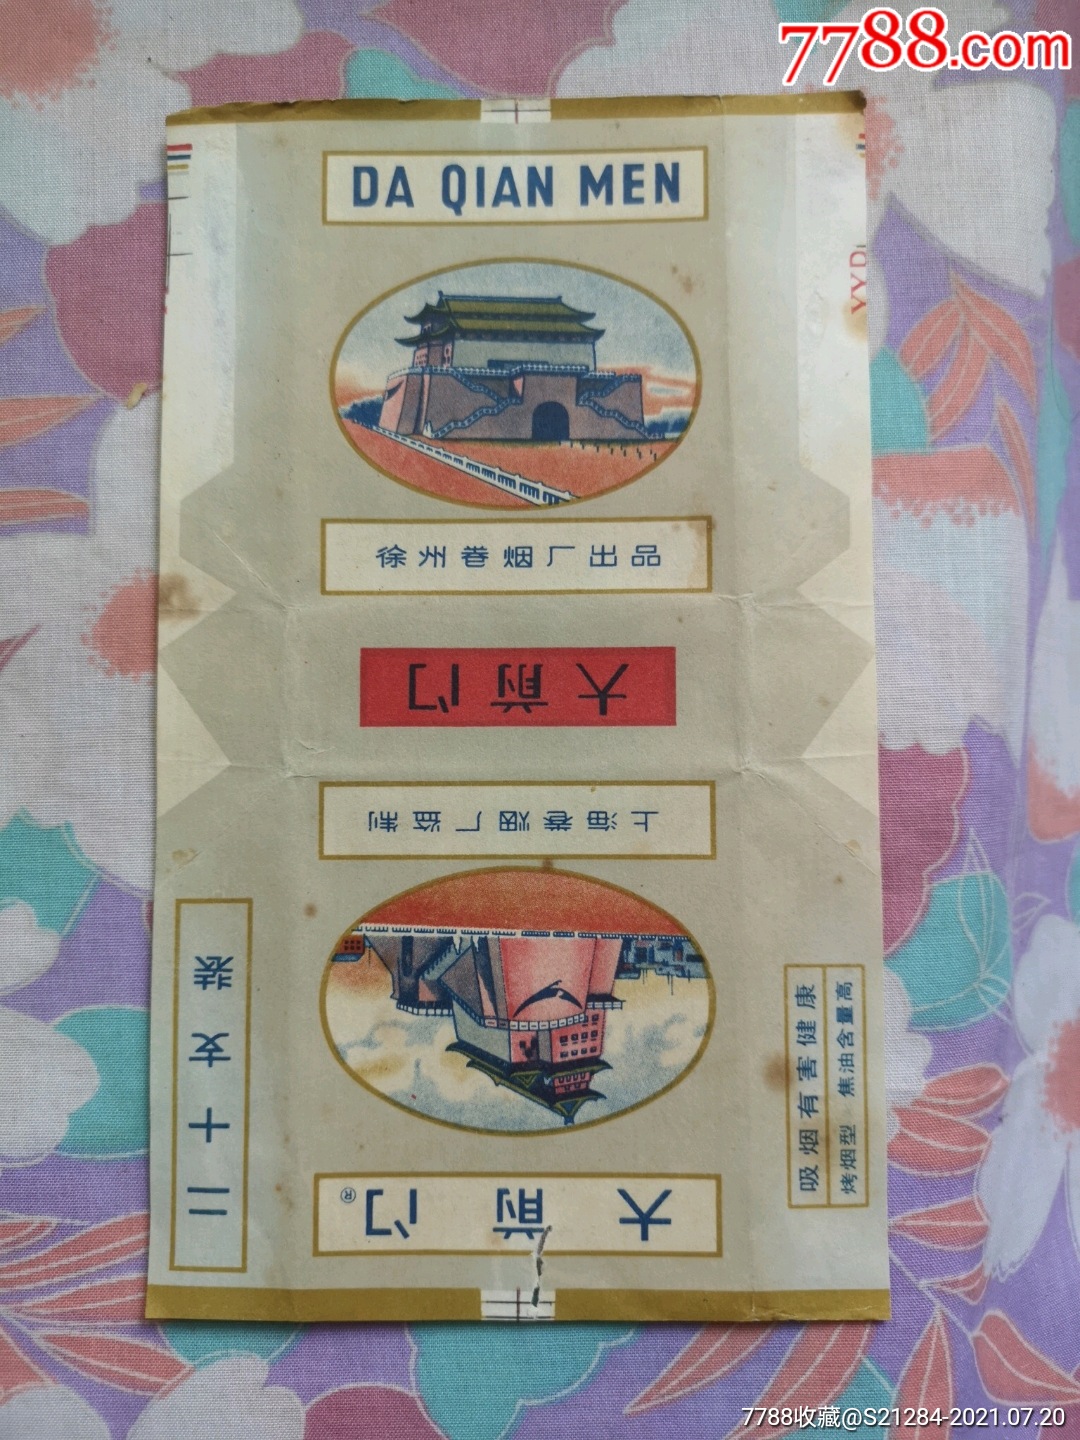 7788.com
DA QIAN MEN
徐州卷烟厂出品
大前门
上海卷烟厂监制
大前门®
二十支装
吸烟有害健康
烤烟型 焦油含量高
7788收藏@S21284-2021.07.20